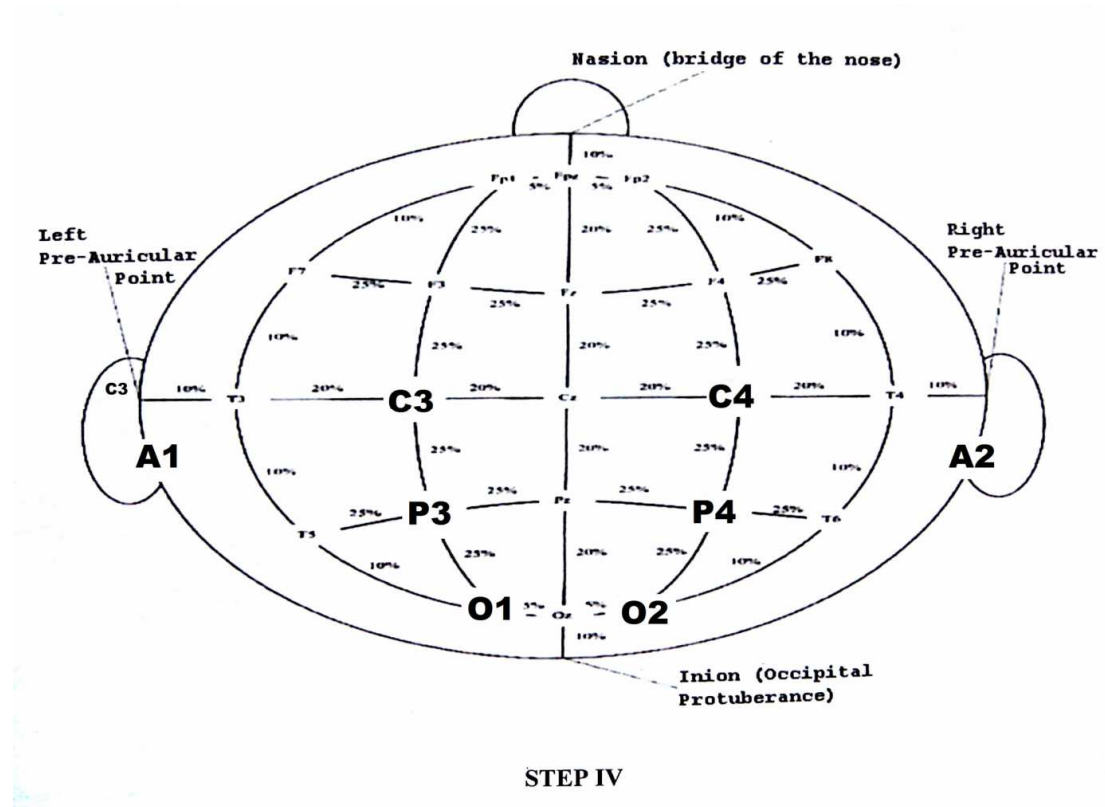 Nasion (bridge of the nose)
10%
Fp1 5% Fpz 5% Fp2
10% 25% 20% 25% 10%
Left
Pre-Auricular
Point
Right
Pre-Auricular
Point
F7 25% F3 25% Fz 25% F4 25% F8
10% 25% 20% 25% 10%
C3 10% T3 20% C3 20% Cz 20% C4 20% T4 10%
A1 10% 25% 20% 25% 10% A2
T5 25% P3 25% Pz 25% P4 25% T6
10% 25% 20% 25% 10%
O1 5% Oz 5% O2
10%
Inion (Occipital
Protuberance)
STEP IV